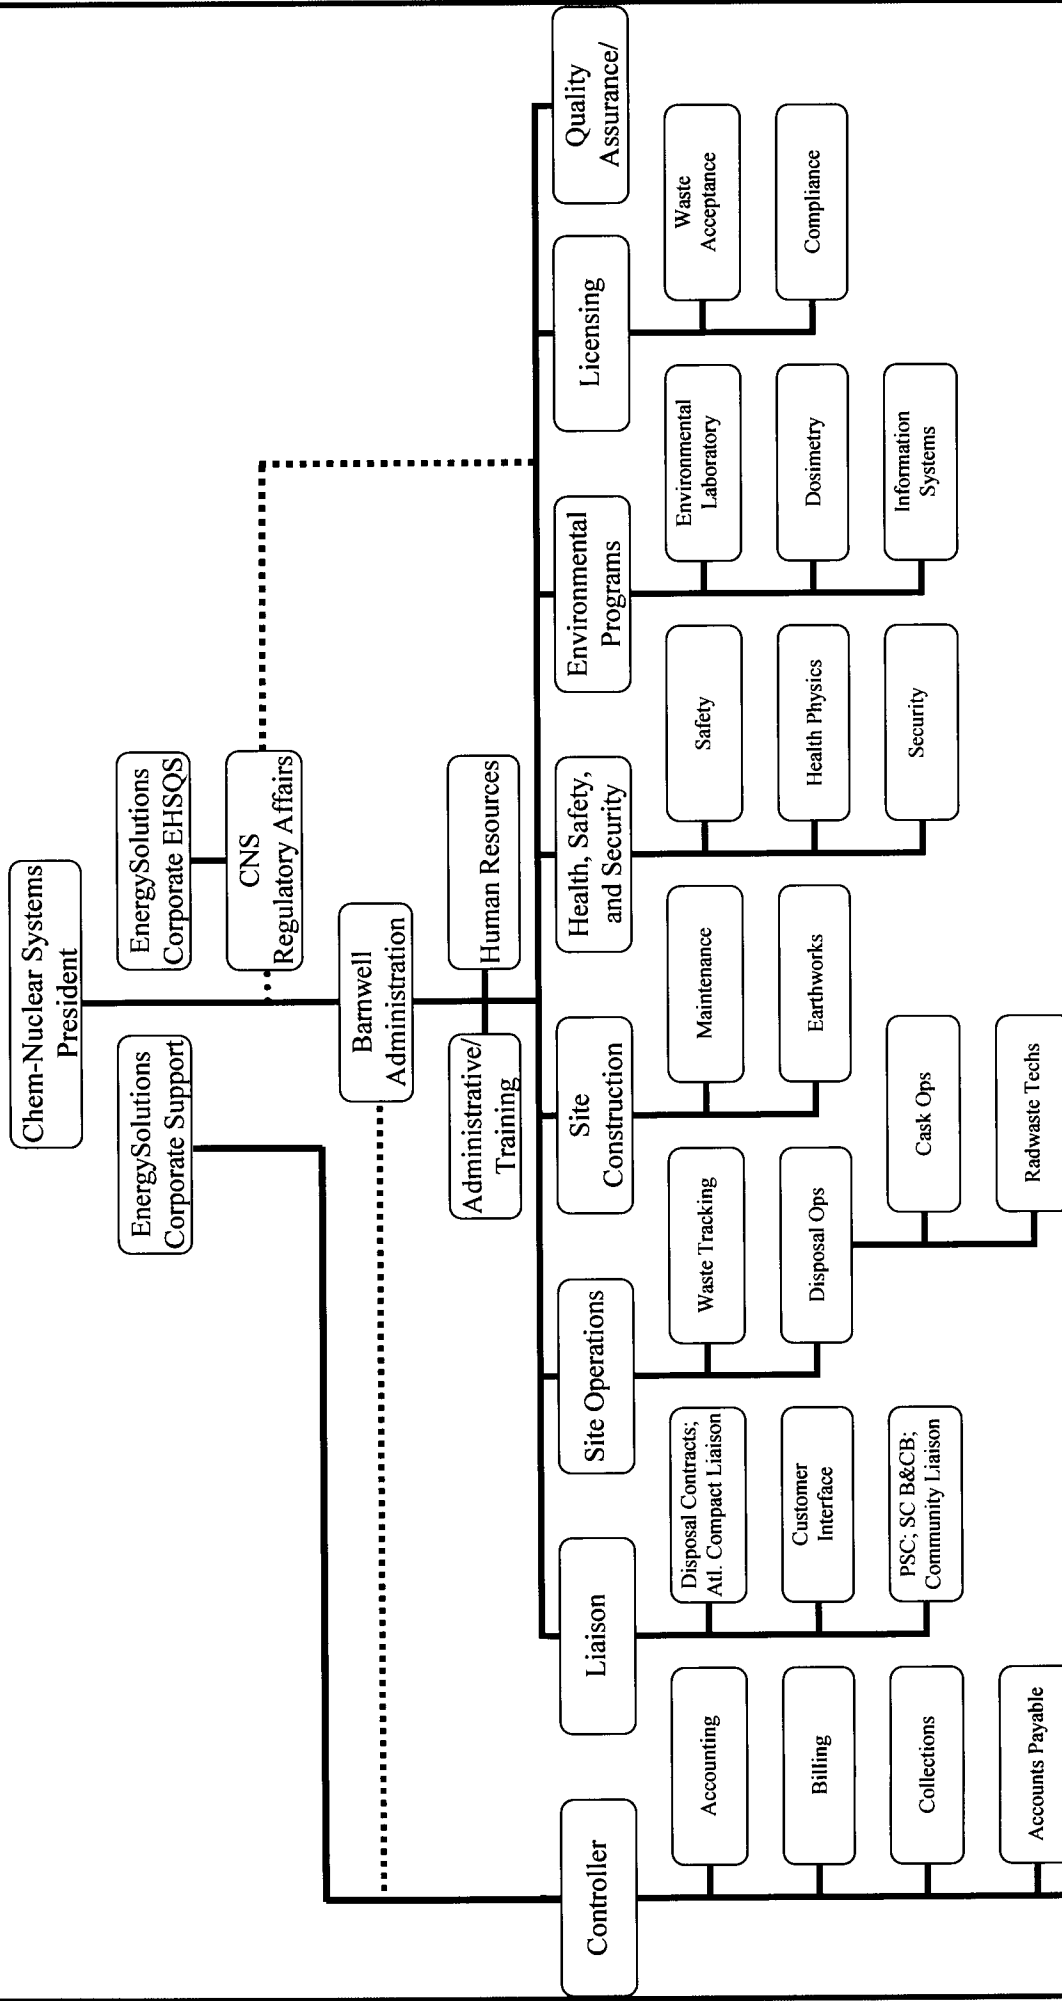 Chem-Nuclear Systems
President
EnergySolutions
Corporate Support
EnergySolutions
Corporate EHSQS
CNS
Regulatory Affairs
Barnwell
Administration
Administrative/
Training
Human Resources
Controller
Liaison
Site Operations
Site
Construction
Health, Safety,
and Security
Environmental
Programs
Licensing
Quality
Assurance/
Accounting
Billing
Collections
Accounts Payable
Disposal Contracts;
Atl. Compact Liaison
Customer
Interface
PSC; SC B&CB;
Community Liaison
Waste Tracking
Disposal Ops
Cask Ops
Radwaste Techs
Maintenance
Earthworks
Safety
Health Physics
Security
Environmental
Laboratory
Dosimetry
Information
Systems
Waste
Acceptance
Compliance